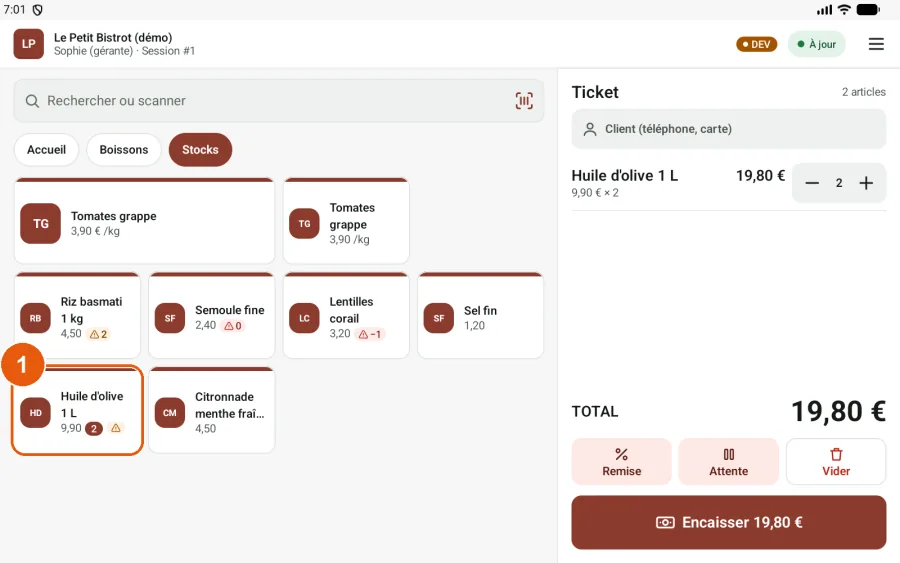 7:01
LP
Le Petit Bistrot (démo)
Sophie (gérante) · Session #1
DEV
À jour
Rechercher ou scanner
Accueil
Boissons
Stocks
TG
Tomates grappe
3,90 € /kg
TG
Tomates
grappe
3,90 /kg
RB
Riz basmati
1 kg
4,50
2
SF
Semoule fine
2,40
0
LC
Lentilles
corail
3,20
−1
SF
Sel fin
1,20
1
HD
Huile d'olive
1 L
9,90
2
CM
Citronnade
menthe fraî…
4,50
Ticket
2 articles
Client (téléphone, carte)
Huile d'olive 1 L
19,80 €
9,90 € × 2
− 2 +
TOTAL
19,80 €
Remise
Attente
Vider
Encaisser 19,80 €